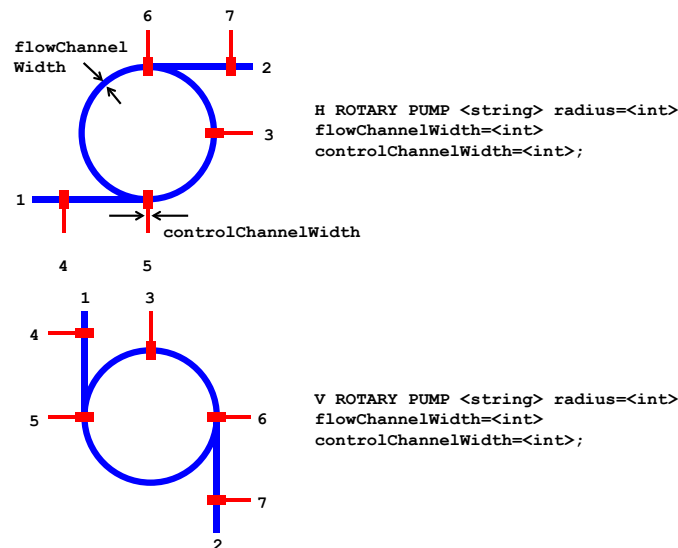 6
7
flowChannel
Width
2
H ROTARY PUMP <string> radius=<int>
flowChannelWidth=<int>
controlChannelWidth=<int>;
3
1
controlChannelWidth
4
5
1
3
4
V ROTARY PUMP <string> radius=<int>
flowChannelWidth=<int>
controlChannelWidth=<int>;
5
6
7
2